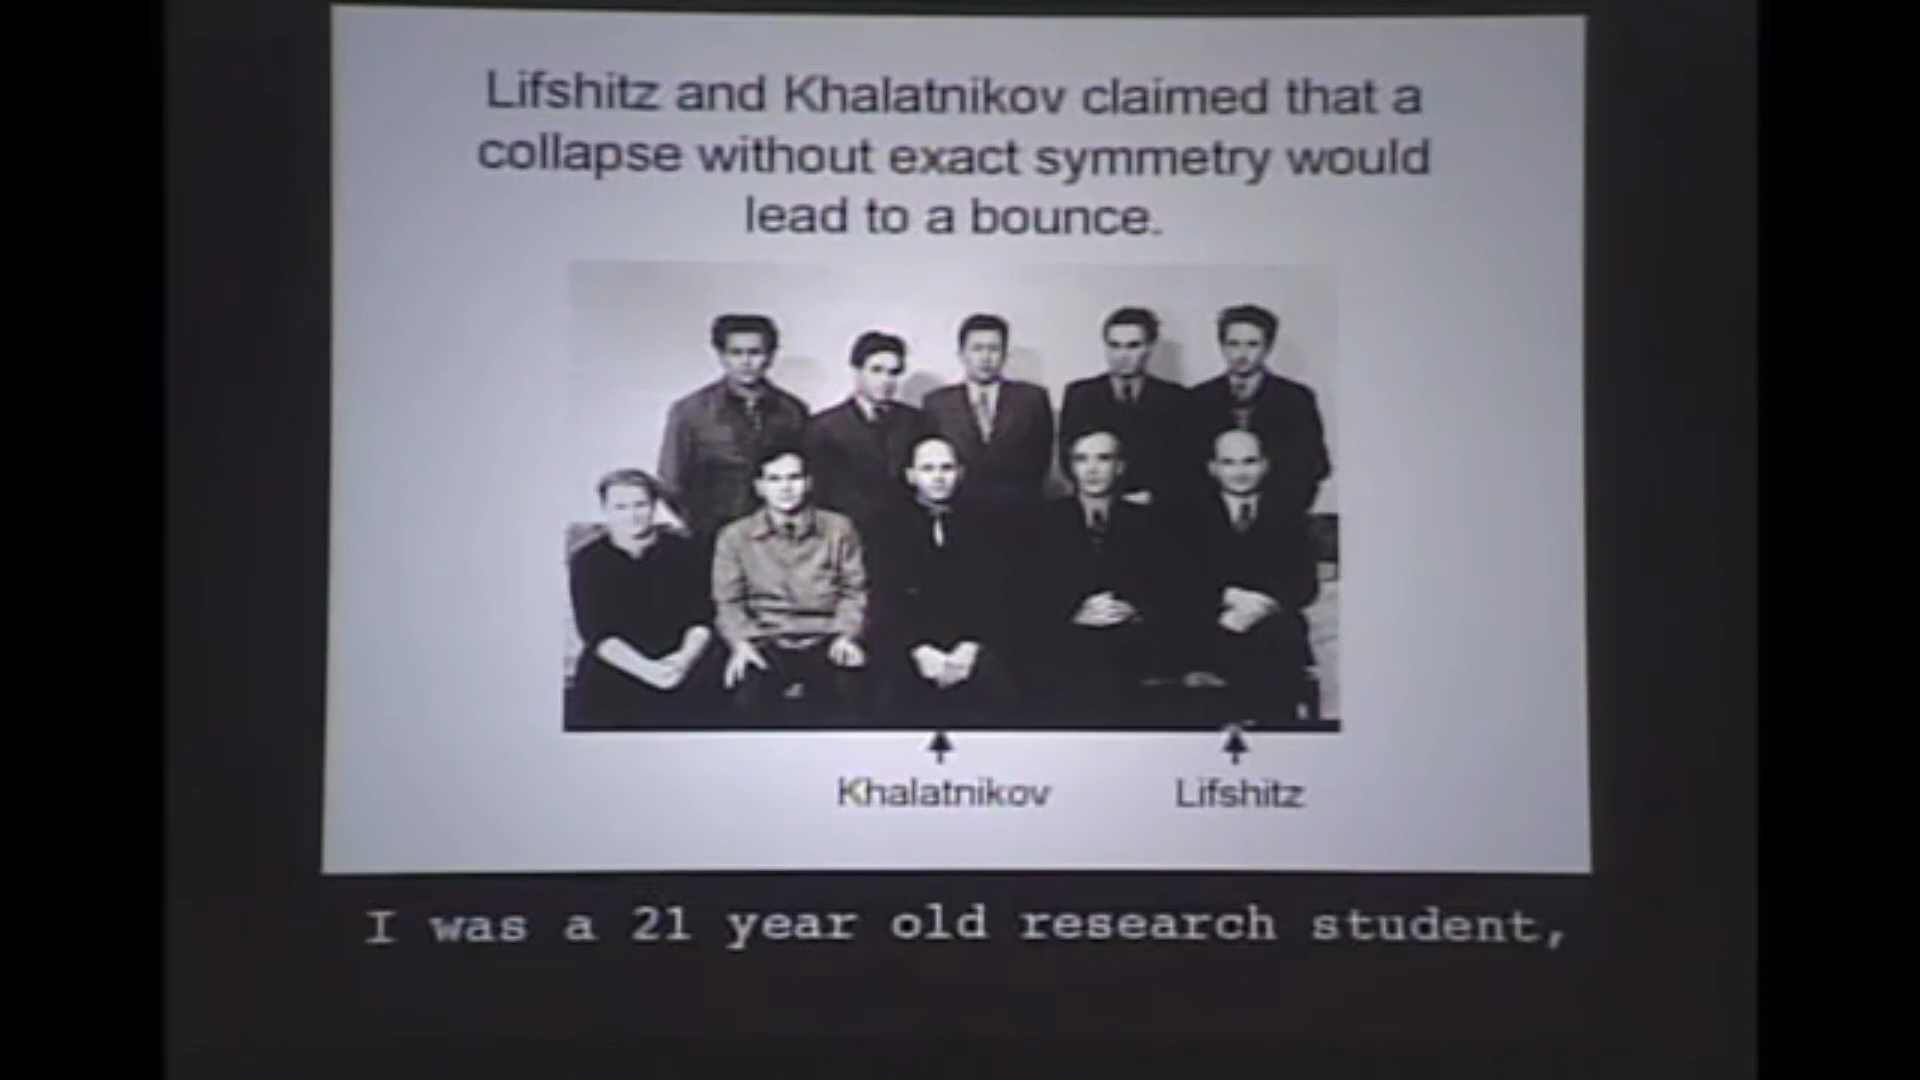 Lifshitz and Khalatnikov claimed that a
collapse without exact symmetry would
lead to a bounce.
Khalatnikov
Lifshitz
I was a 21 year old research student,